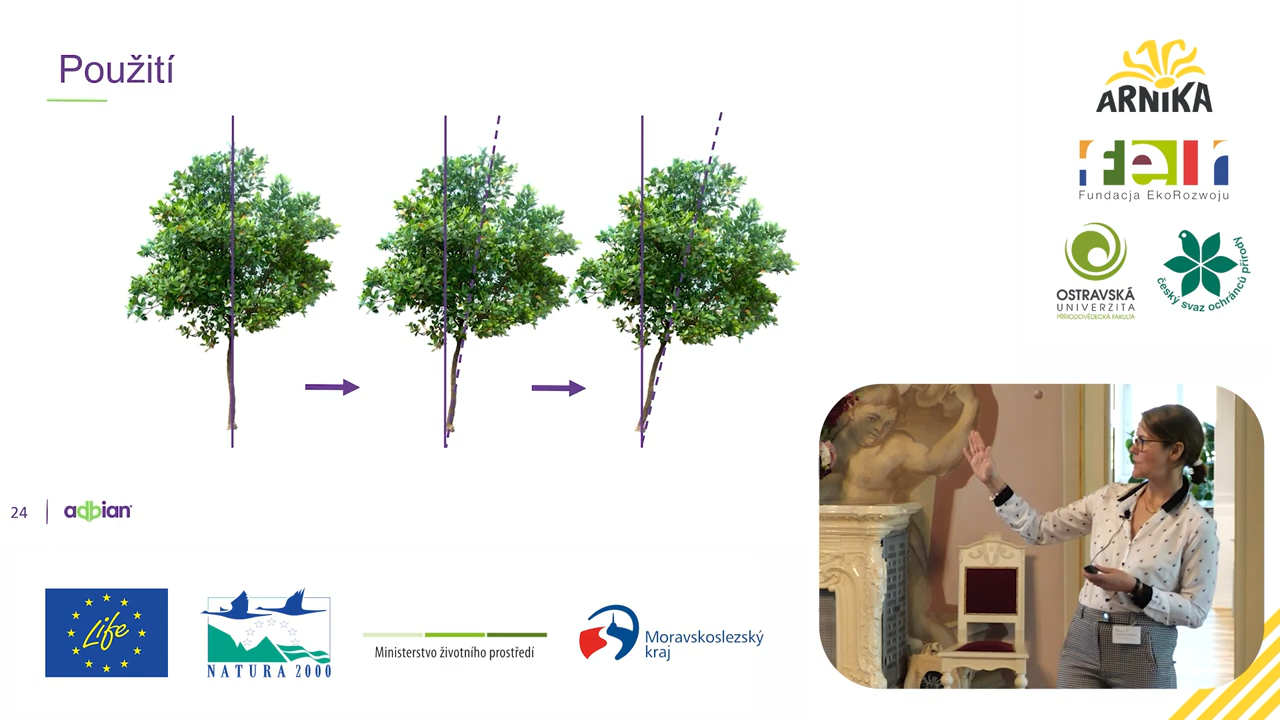 Použití
24
adbian
Life
NATURA 2000
Ministerstvo životního prostředí
Moravskoslezský
kraj
ARNIKA
feer
Fundacja EkoRozwoju
OSTRAVSKÁ
UNIVERZITA
PŘÍRODOVĚDECKÁ FAKULTA
český svaz ochránců přírody